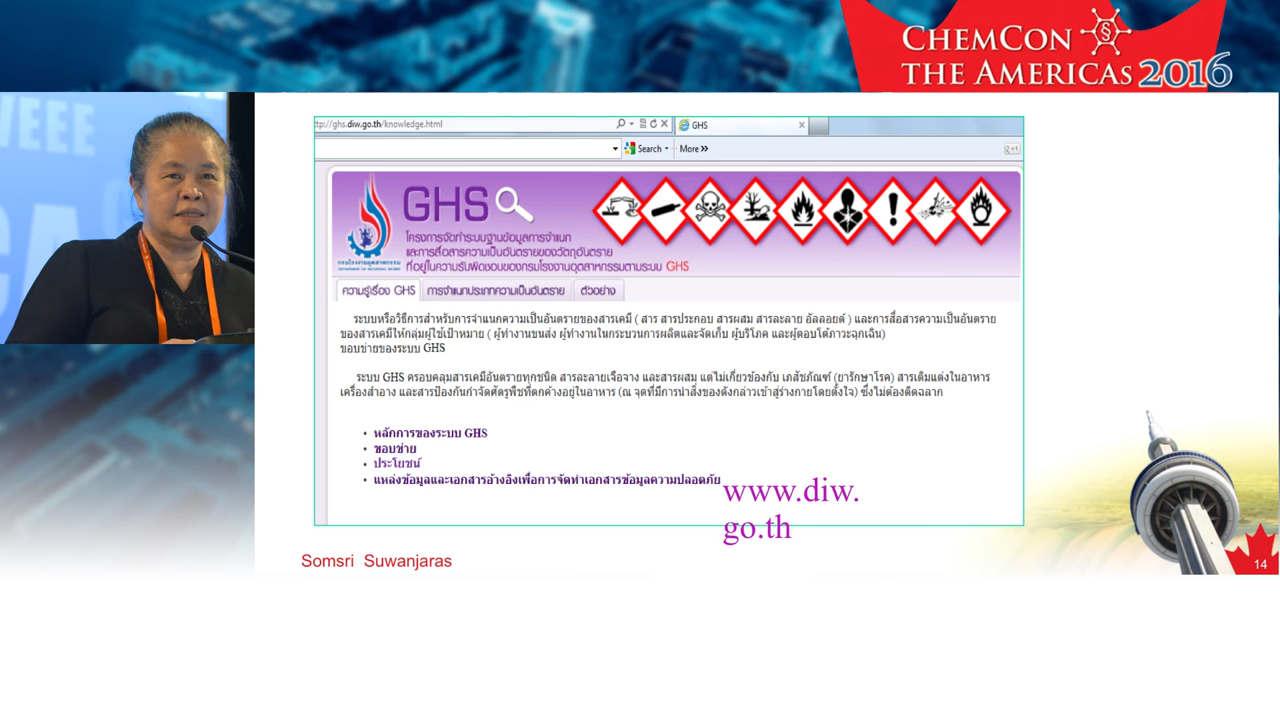 CHEMCON
THE AMERICAS 2016
ttp://ghs.diw.go.th/knowledge.html
GHS
Search
More »
g+1
GHS
โครงการจัดทำระบบฐานข้อมูลการจำแนก
และการสื่อสารความเป็นอันตรายของวัตถุอันตราย
ที่อยู่ในความรับผิดชอบของกรมโรงงานอุตสาหกรรมตามระบบ GHS
กรมโรงงานอุตสาหกรรม
DEPARTMENT OF INDUSTRIAL WORKS
ความรู้เรื่อง GHS
การจำแนกประเภทความเป็นอันตราย
ตัวอย่าง
ระบบหรือวิธีการสำหรับการจำแนกความเป็นอันตรายของสารเคมี ( สาร สารประกอบ สารผสม สารละลาย อัลลอยด์ ) และการสื่อสารความเป็นอันตราย
ของสารเคมีให้กลุ่มผู้ใช้เป้าหมาย ( ผู้ทำงานขนส่ง ผู้ทำงานในกระบวนการผลิตและจัดเก็บ ผู้บริโภค และผู้ตอบโต้ภาวะฉุกเฉิน)
ขอบข่ายของระบบ GHS
ระบบ GHS ครอบคลุมสารเคมีอันตรายทุกชนิด สารละลายเจือจาง และสารผสม แต่ไม่เกี่ยวข้องกับ เภสัชภัณฑ์ (ยารักษาโรค) สารเติมแต่งในอาหาร
เครื่องสำอาง และสารป้องกันกำจัดศัตรูพืชที่ตกค้างอยู่ในอาหาร (ณ จุดที่มีการนำสิ่งของดังกล่าวเข้าสู่ร่างกายโดยตั้งใจ) ซึ่งไม่ต้องติดฉลาก
• หลักการของระบบ GHS
• ขอบข่าย
• ประโยชน์
• แหล่งข้อมูลและเอกสารอ้างอิงเพื่อการจัดทำเอกสารข้อมูลความปลอดภัย
www.diw.
go.th
Somsri Suwanjaras
14